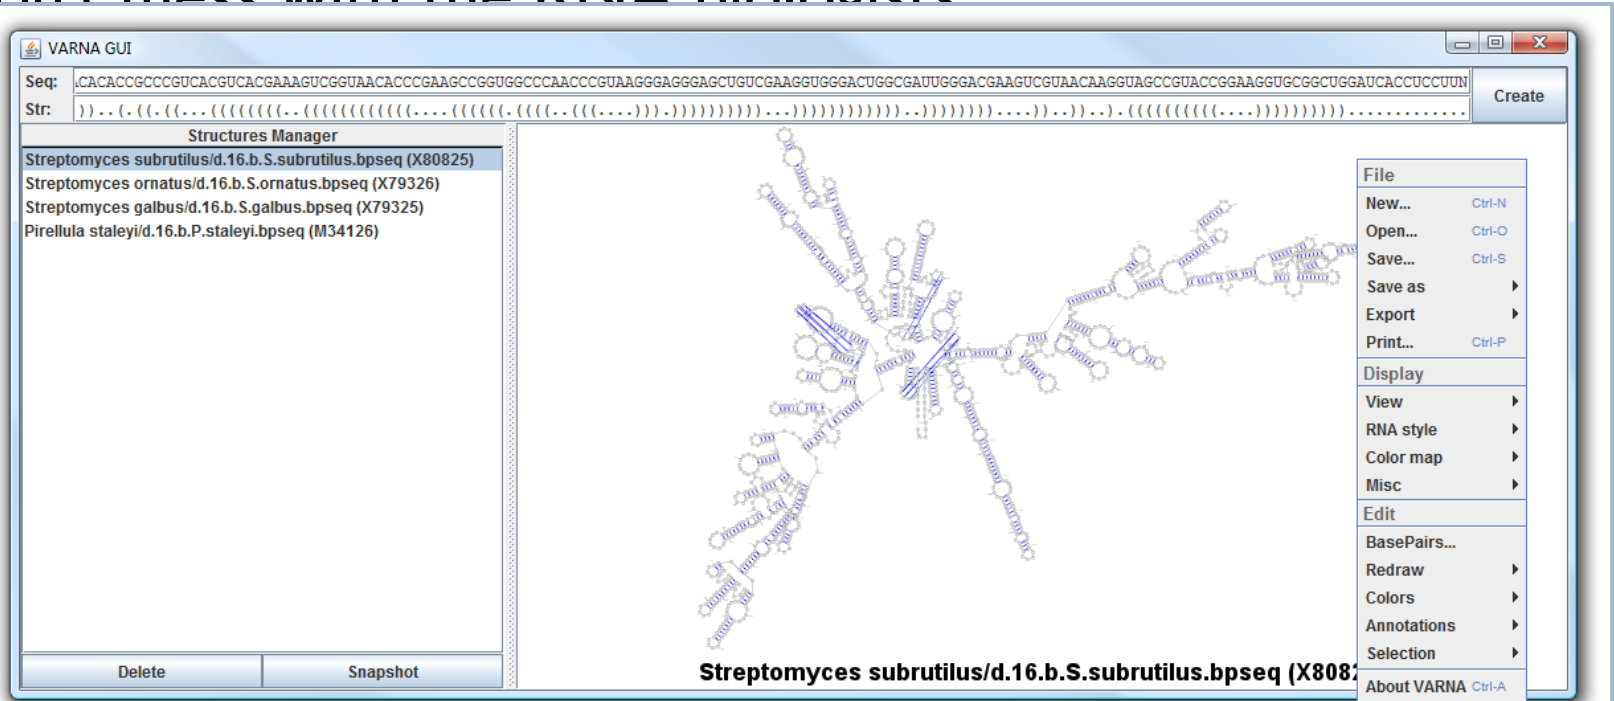 VARNA GUI
Seq: CACACCGCCCGUCACGUCACGAAAGUCGGUAACACCCGAAGCCGGUGGCCCAACCCGUAAGGGAGGGAGCUGUCGAAGGUGGGACUGGCGAUUGGGACGAAGUCGUAACAAGGUAGCCGUACCGGAAGGUGCGGCUGGAUCACCUCCUUN
Create
Str: ))..(.((.((...((((((((..((((((((((((....((((((.((((..(((....))).))))))))))...))))))))))))..))))))))....))..))..).((((((((((....)))))))))).............
Structures Manager
Streptomyces subrutilus/d.16.b.S.subrutilus.bpseq (X80825)
Streptomyces ornatus/d.16.b.S.ornatus.bpseq (X79326)
Streptomyces galbus/d.16.b.S.galbus.bpseq (X79325)
Pirellula staleyi/d.16.b.P.staleyi.bpseq (M34126)
File
New... Ctrl-N
Open... Ctrl-O
Save... Ctrl-S
Save as
Export
Print... Ctrl-P
Display
View
RNA style
Color map
Misc
Edit
BasePairs...
Redraw
Colors
Annotations
Selection
About VARNA Ctrl-A
Delete
Snapshot
Streptomyces subrutilus/d.16.b.S.subrutilus.bpseq (X808